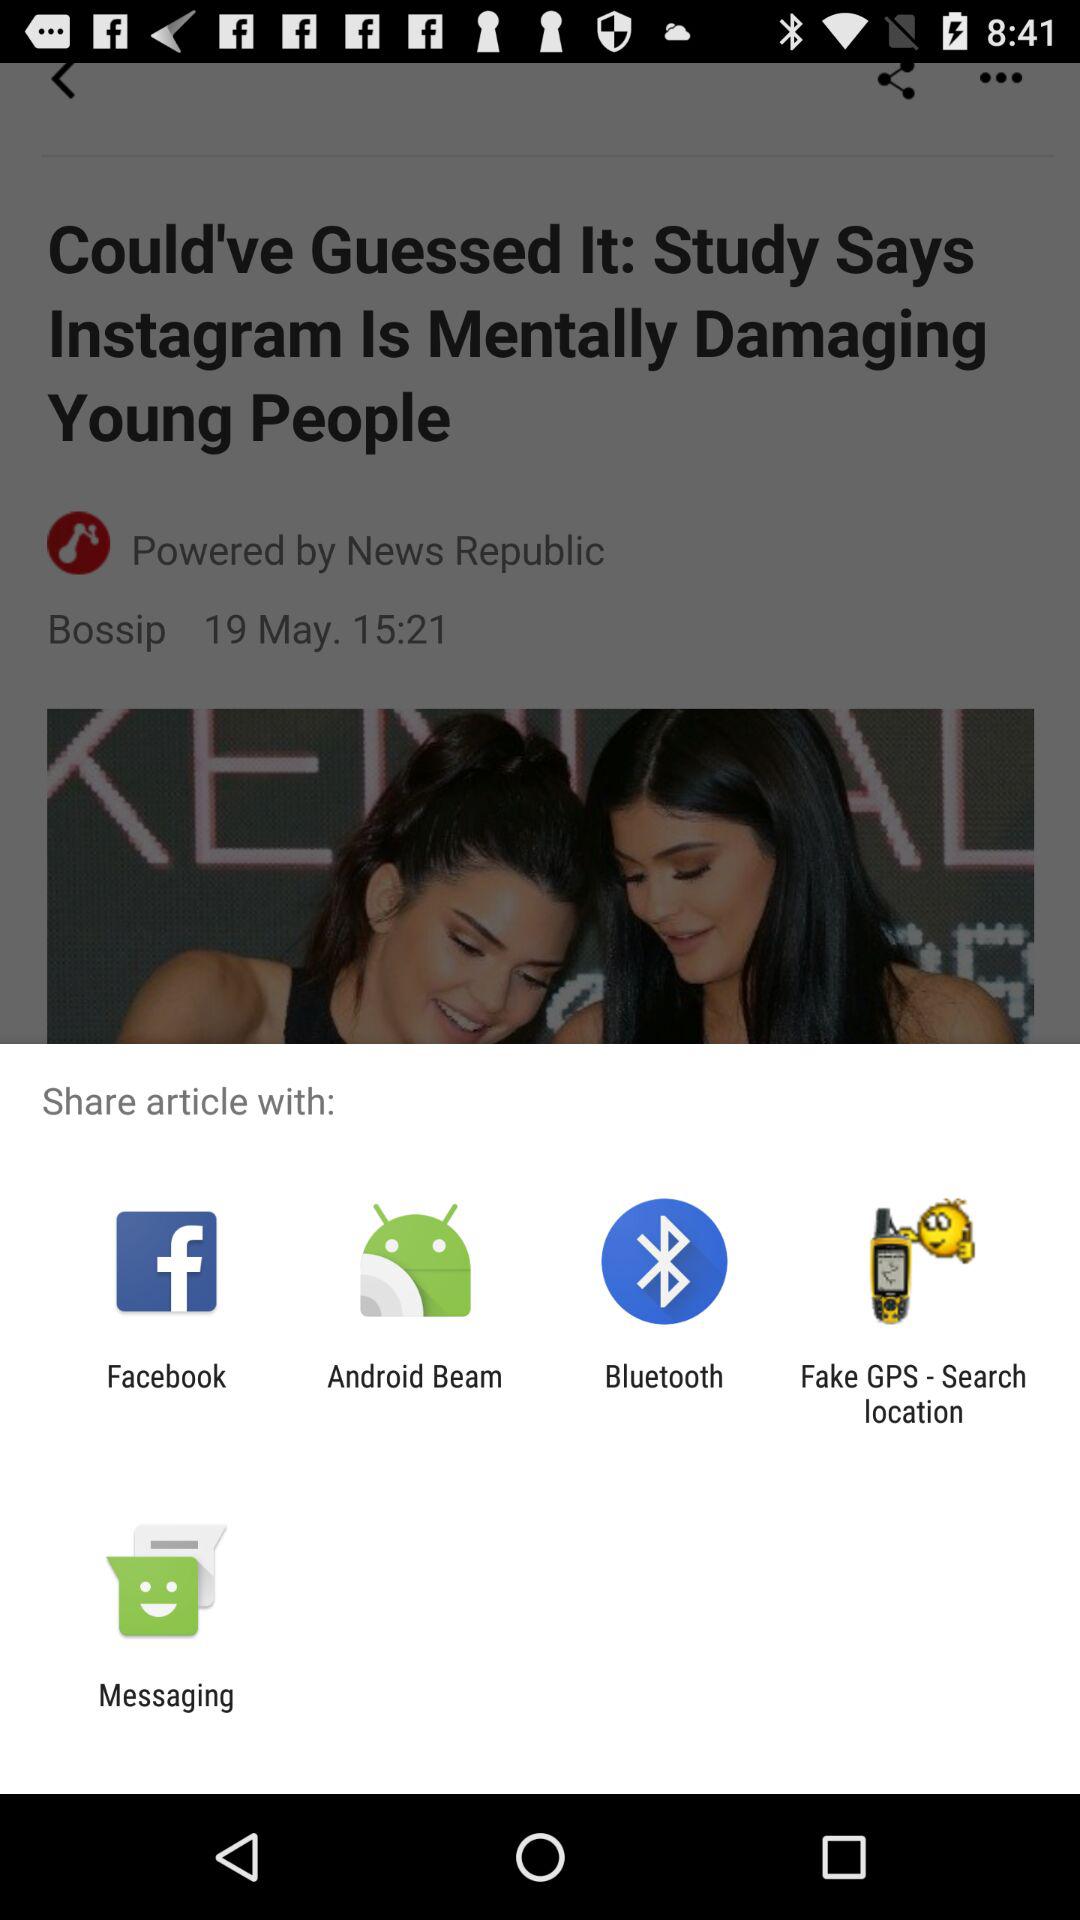 8:41
Could've Guessed It: Study Says
Instagram Is Mentally Damaging
Young People
Powered by News Republic
Bossip 19 May. 15:21
KENDAL
Share article with:
Facebook
Android Beam
Bluetooth
Fake GPS - Search
location
Messaging